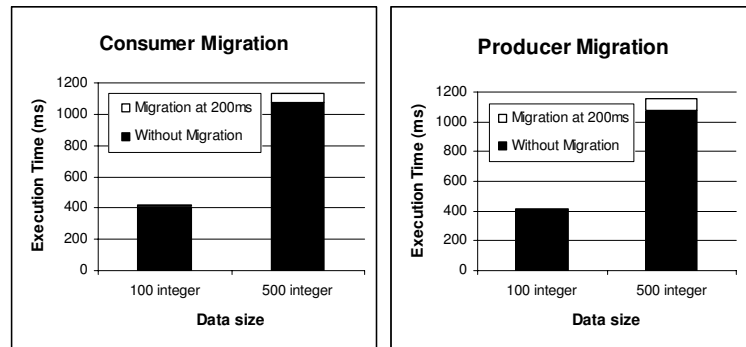 Consumer Migration
Execution Time (ms)
1200
1000
800
600
400
200
0
Migration at 200ms
Without Migration
100 integer
500 integer
Data size
Producer Migration
Execution Time (ms)
1200
1000
800
600
400
200
0
Migration at 200ms
Without Migration
100 integer
500 integer
Data size